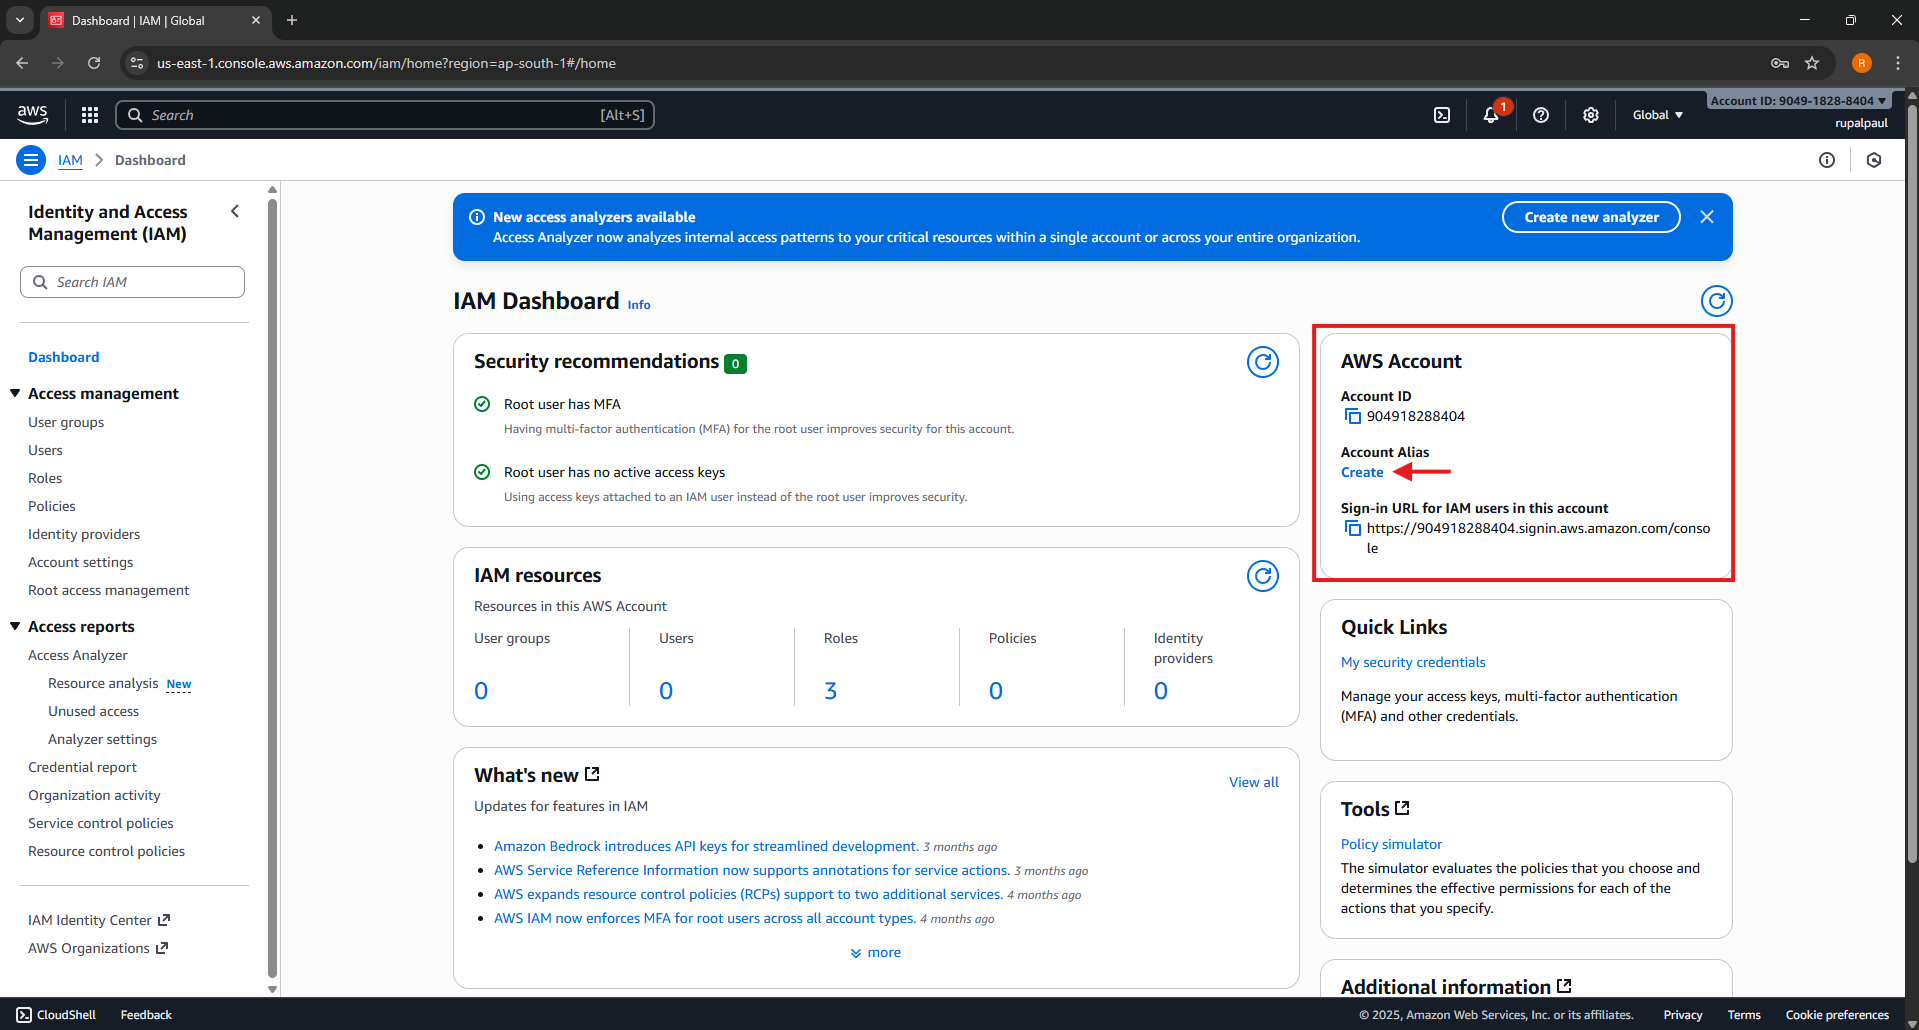 Dashboard | IAM | Global
us-east-1.console.aws.amazon.com/iam/home?region=ap-south-1#/home
R
aws
Search
[Alt+S]
1
Global
Account ID: 9049-1828-8404
rupalpaul
IAM
Dashboard
Identity and Access
Management (IAM)
Search IAM
Dashboard
Access management
User groups
Users
Roles
Policies
Identity providers
Account settings
Root access management
Access reports
Access Analyzer
Resource analysis New
Unused access
Analyzer settings
Credential report
Organization activity
Service control policies
Resource control policies
IAM Identity Center
AWS Organizations
New access analyzers available
Access Analyzer now analyzes internal access patterns to your critical resources within a single account or across your entire organization.
Create new analyzer
IAM Dashboard Info
Security recommendations 0
Root user has MFA
Having multi-factor authentication (MFA) for the root user improves security for this account.
Root user has no active access keys
Using access keys attached to an IAM user instead of the root user improves security.
IAM resources
Resources in this AWS Account
User groups
0
Users
0
Roles
3
Policies
0
Identity
providers
0
What's new
View all
Updates for features in IAM
Amazon Bedrock introduces API keys for streamlined development. 3 months ago
AWS Service Reference Information now supports annotations for service actions. 3 months ago
AWS expands resource control policies (RCPs) support to two additional services. 4 months ago
AWS IAM now enforces MFA for root users across all account types. 4 months ago
more
AWS Account
Account ID
904918288404
Account Alias
Create
Sign-in URL for IAM users in this account
https://904918288404.signin.aws.amazon.com/conso
le
Quick Links
My security credentials
Manage your access keys, multi-factor authentication
(MFA) and other credentials.
Tools
Policy simulator
The simulator evaluates the policies that you choose and
determines the effective permissions for each of the
actions that you specify.
Additional information
CloudShell
Feedback
© 2025, Amazon Web Services, Inc. or its affiliates.
Privacy
Terms
Cookie preferences